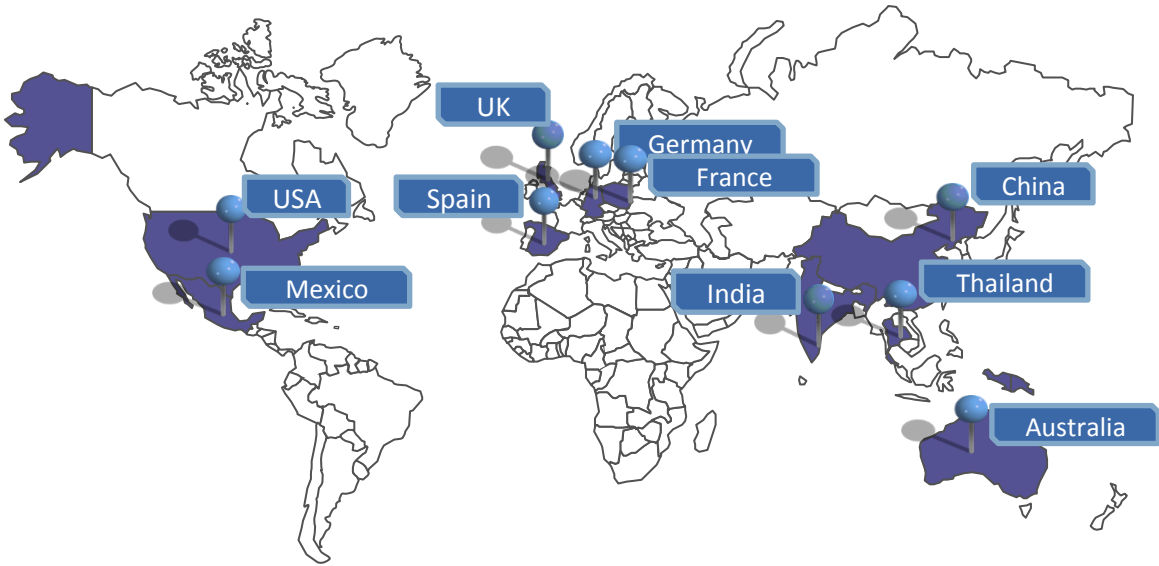 UK
Germany
France
USA
Spain
China
Mexico
India
Thailand
Australia